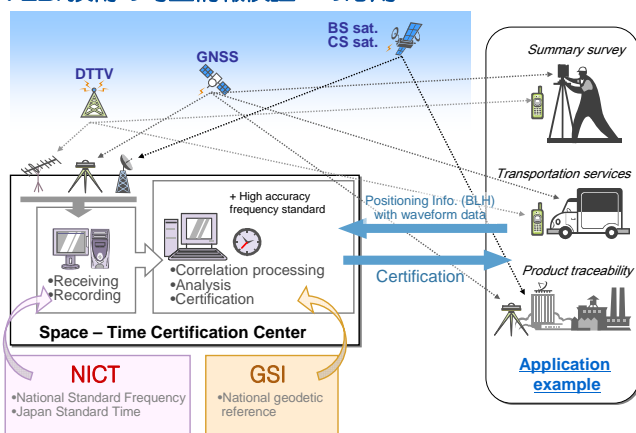 BS sat.
CS sat.
GNSS
DTTV
Summary survey
Transportation services
Product traceability
Application
example
+ High accuracy
frequency standard
Positioning Info. (BLH)
with waveform data
Certification
•Receiving
•Recording
•Correlation processing
•Analysis
•Certification
Space – Time Certification Center
NICT
•National Standard Frequency
•Japan Standard Time
GSI
•National geodetic
reference